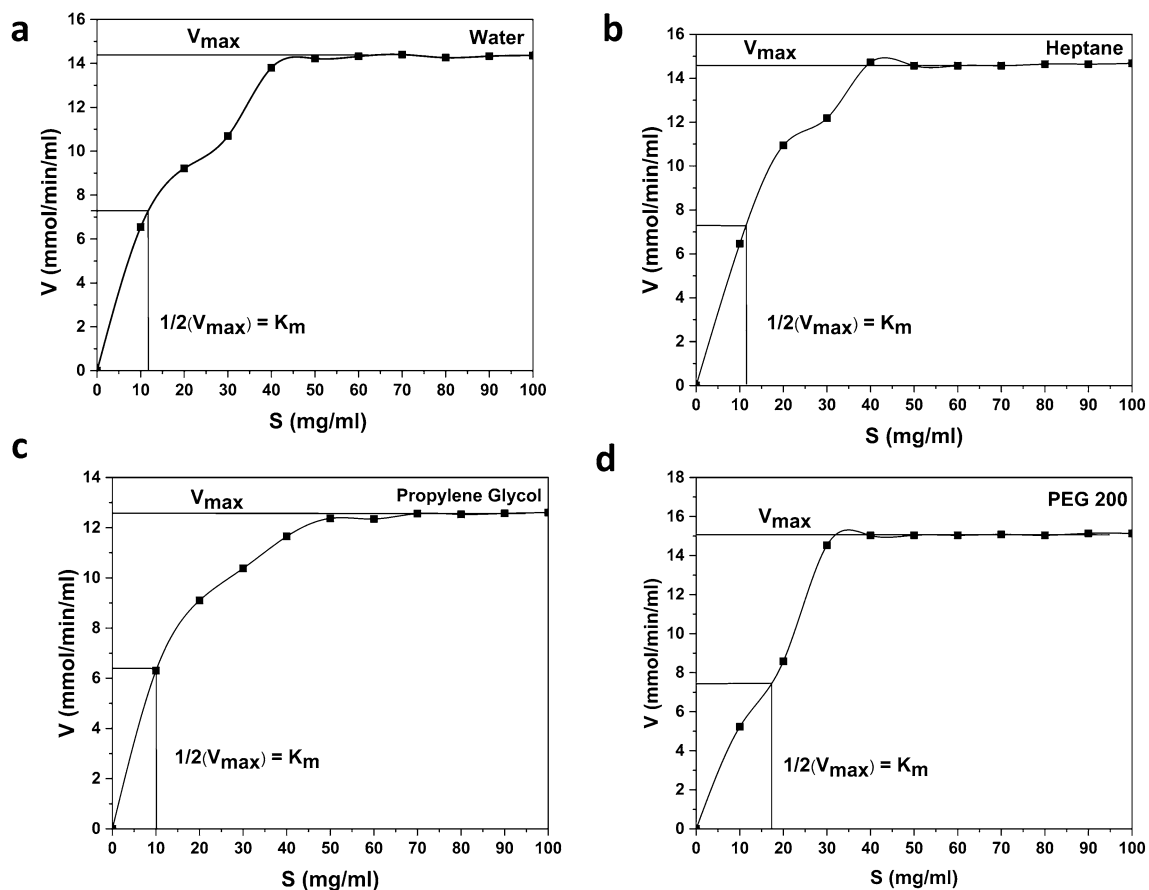 a
Water
Vmax
16
14
12
10
8
6
4
2
0
V (mmol/min/ml)
1/2(Vmax) = Km
0 10 20 30 40 50 60 70 80 90 100
S (mg/ml)
b
Heptane
Vmax
16
14
12
10
8
6
4
2
0
V (mmol/min/ml)
1/2(Vmax) = Km
0 10 20 30 40 50 60 70 80 90 100
S (mg/ml)
c
Propylene Glycol
Vmax
14
12
10
8
6
4
2
0
V (mmol/min/ml)
1/2(Vmax) = Km
0 10 20 30 40 50 60 70 80 90 100
S (mg/ml)
d
PEG 200
Vmax
18
16
14
12
10
8
6
4
2
0
V (mmol/min/ml)
1/2(Vmax) = Km
0 10 20 30 40 50 60 70 80 90 100
S (mg/ml)